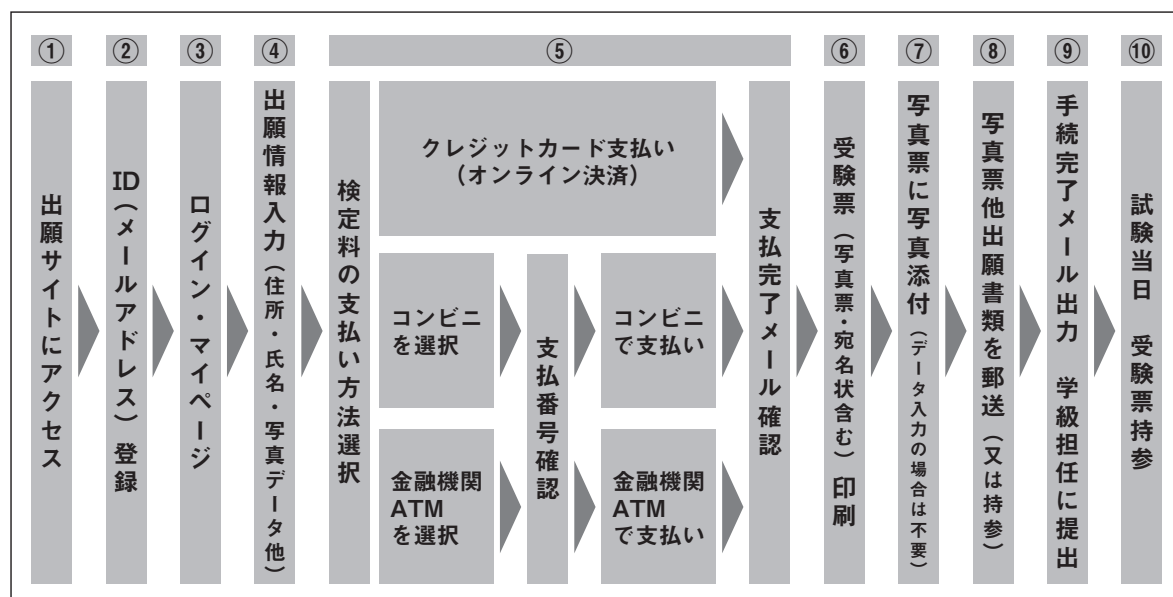 ①
②
③
④
⑤
⑥
⑦
⑧
⑨
⑩
出願サイトにアクセス
ID（メールアドレス）登録
ログイン・マイページ
出願情報入力（住所・氏名・写真データ他）
検定料の支払い方法選択
クレジットカード支払い
（オンライン決済）
コンビニ
を選択
金融機関
ATM
を選択
支払番号確認
コンビニ
で支払い
金融機関
ATM
で支払い
支払完了メール確認
受験票（写真票・宛名状含む）印刷
写真票に写真添付（データ入力の場合は不要）
写真票他出願書類を郵送（又は持参）
手続完了メール出力　学級担任に提出
試験当日　受験票持参